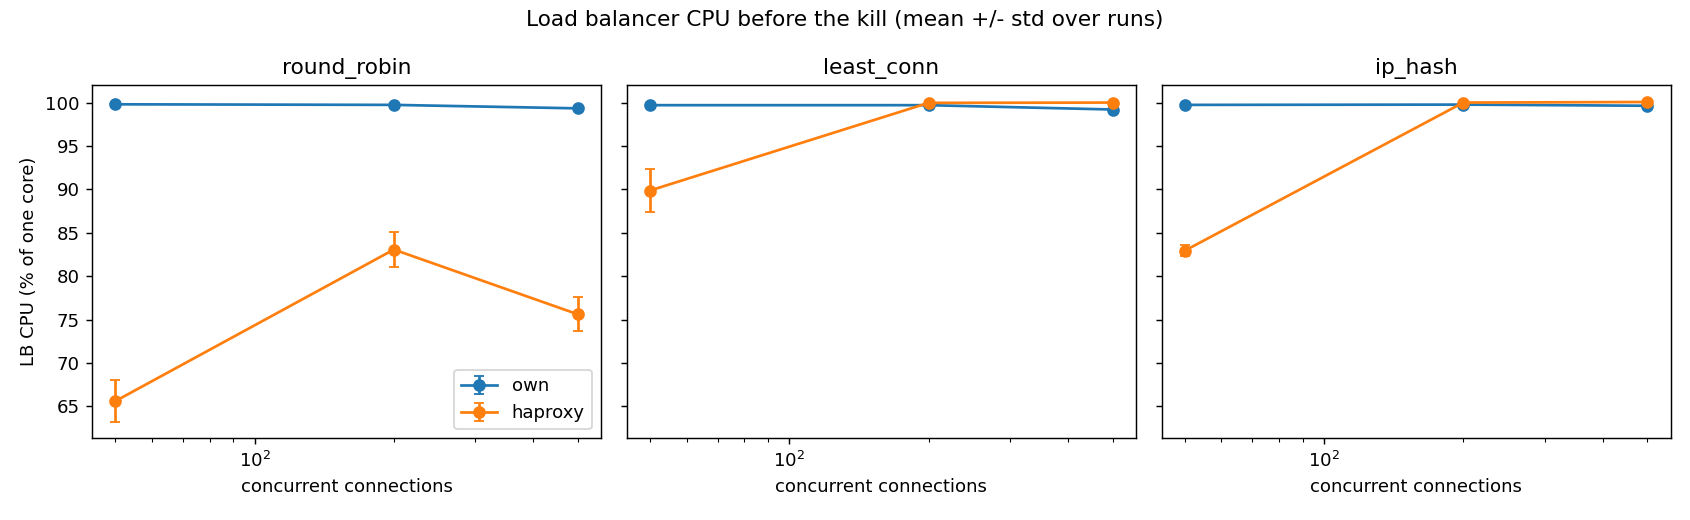 Load balancer CPU before the kill (mean +/- std over runs)
round_robin
least_conn
ip_hash
LB CPU (% of one core)
100
95
90
85
80
75
70
65
own
haproxy
10²
10²
10²
concurrent connections
concurrent connections
concurrent connections